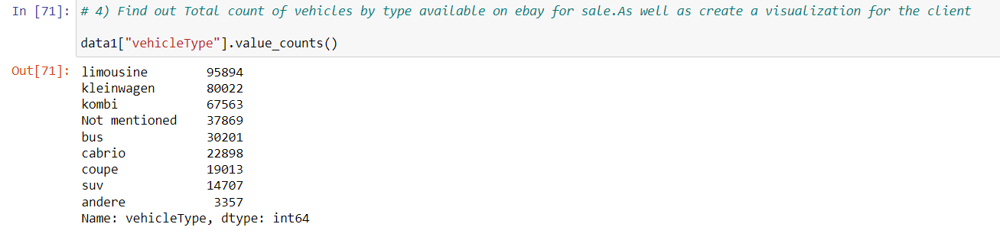 In [71]: # 4) Find out Total count of vehicles by type available on ebay for sale.As well as create a visualization for the client
data1["vehicleType"].value_counts()
Out[71]: limousine 95894
kleinwagen 80022
kombi 67563
Not mentioned 37869
bus 30201
cabrio 22898
coupe 19013
suv 14707
andere 3357
Name: vehicleType, dtype: int64